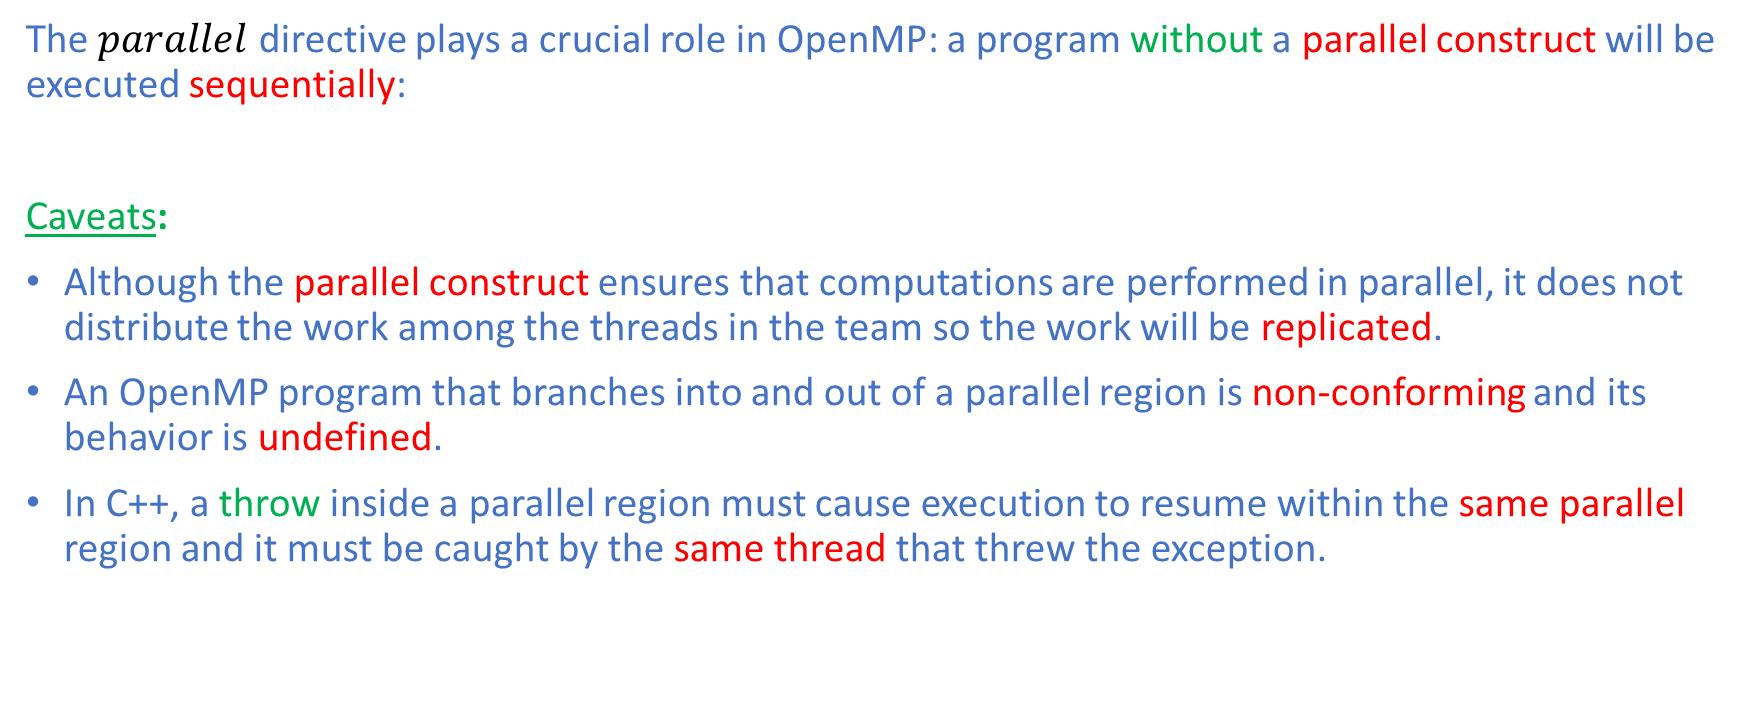 The parallel directive plays a crucial role in OpenMP: a program without a parallel construct will be
executed sequentially:
Caveats:
• Although the parallel construct ensures that computations are performed in parallel, it does not
distribute the work among the threads in the team so the work will be replicated.
• An OpenMP program that branches into and out of a parallel region is non-conforming and its
behavior is undefined.
• In C++, a throw inside a parallel region must cause execution to resume within the same parallel
region and it must be caught by the same thread that threw the exception.